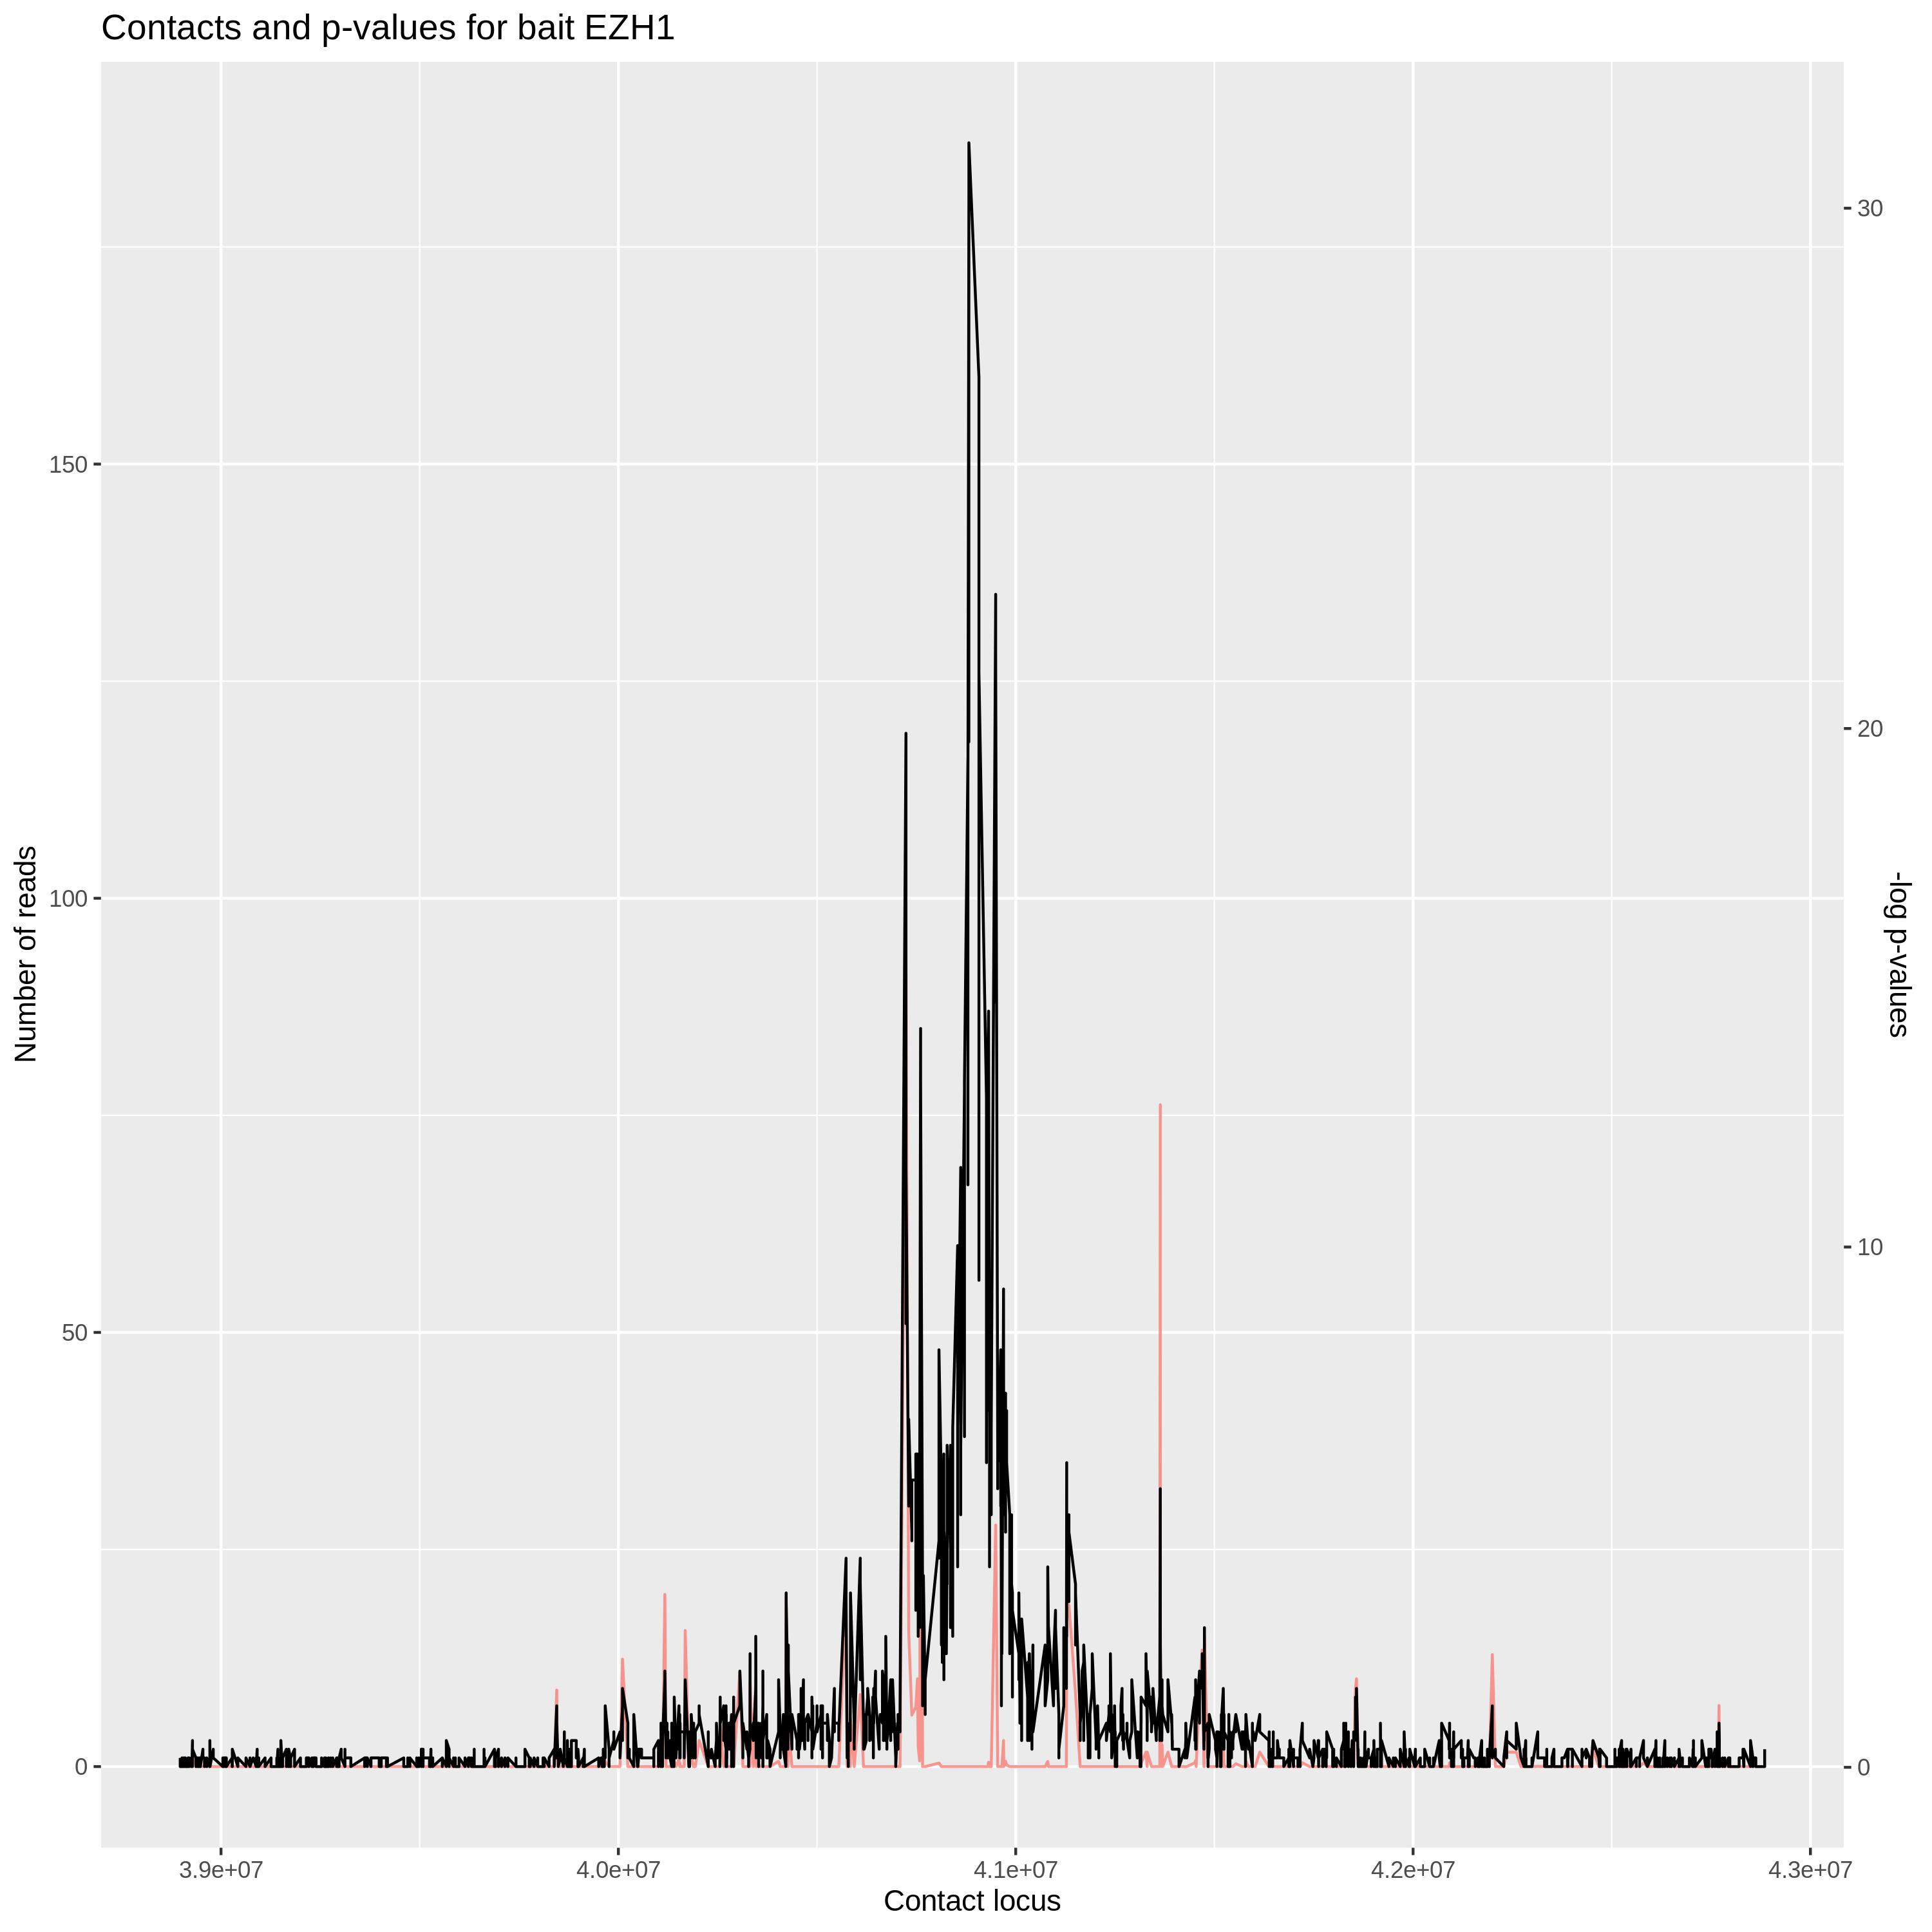 Contacts and p-values for bait EZH1
Number of reads
150
100
50
0
30
20
10
0
-log p-values
3.9e+07
4.0e+07
4.1e+07
4.2e+07
4.3e+07
Contact locus